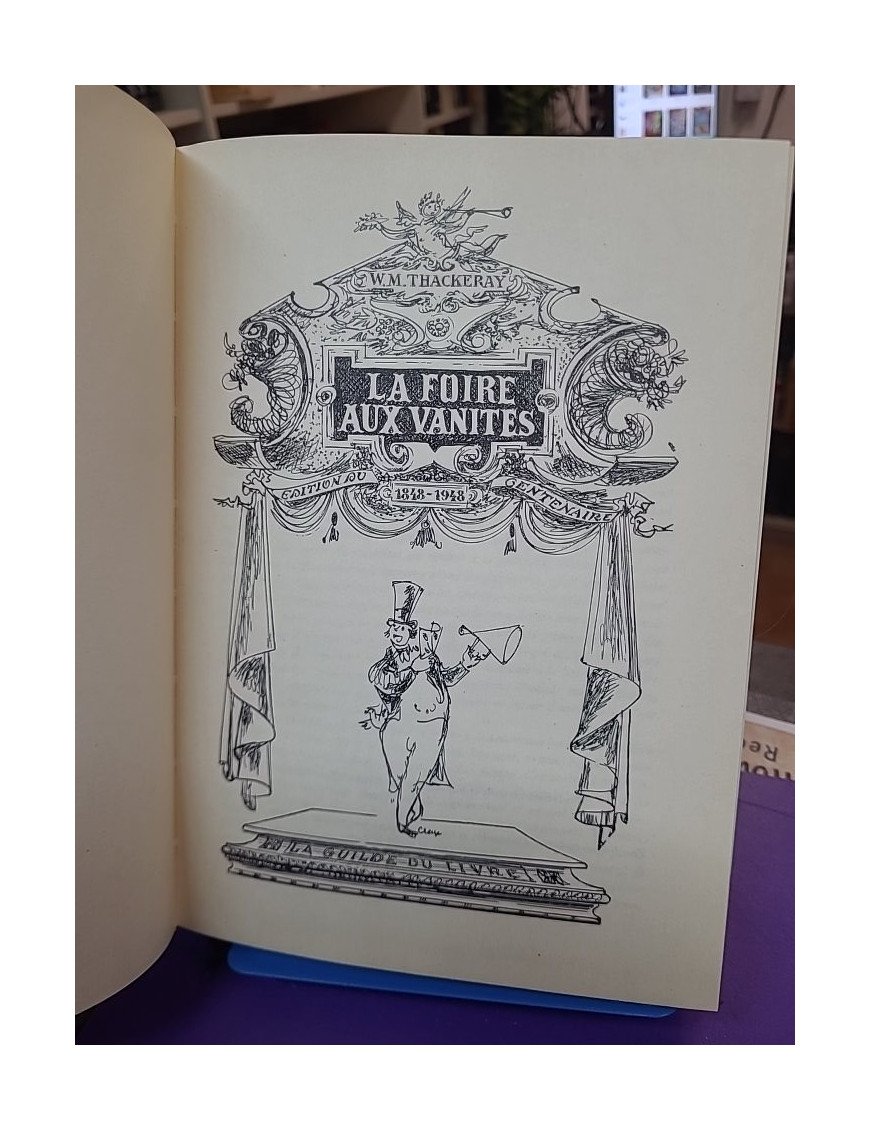 W.M. THACKERAY
LA FOIRE
AUX VANITES
EDITION DU
1848-1948
CENTENAIRE
LA GUILDE DU LIVRE